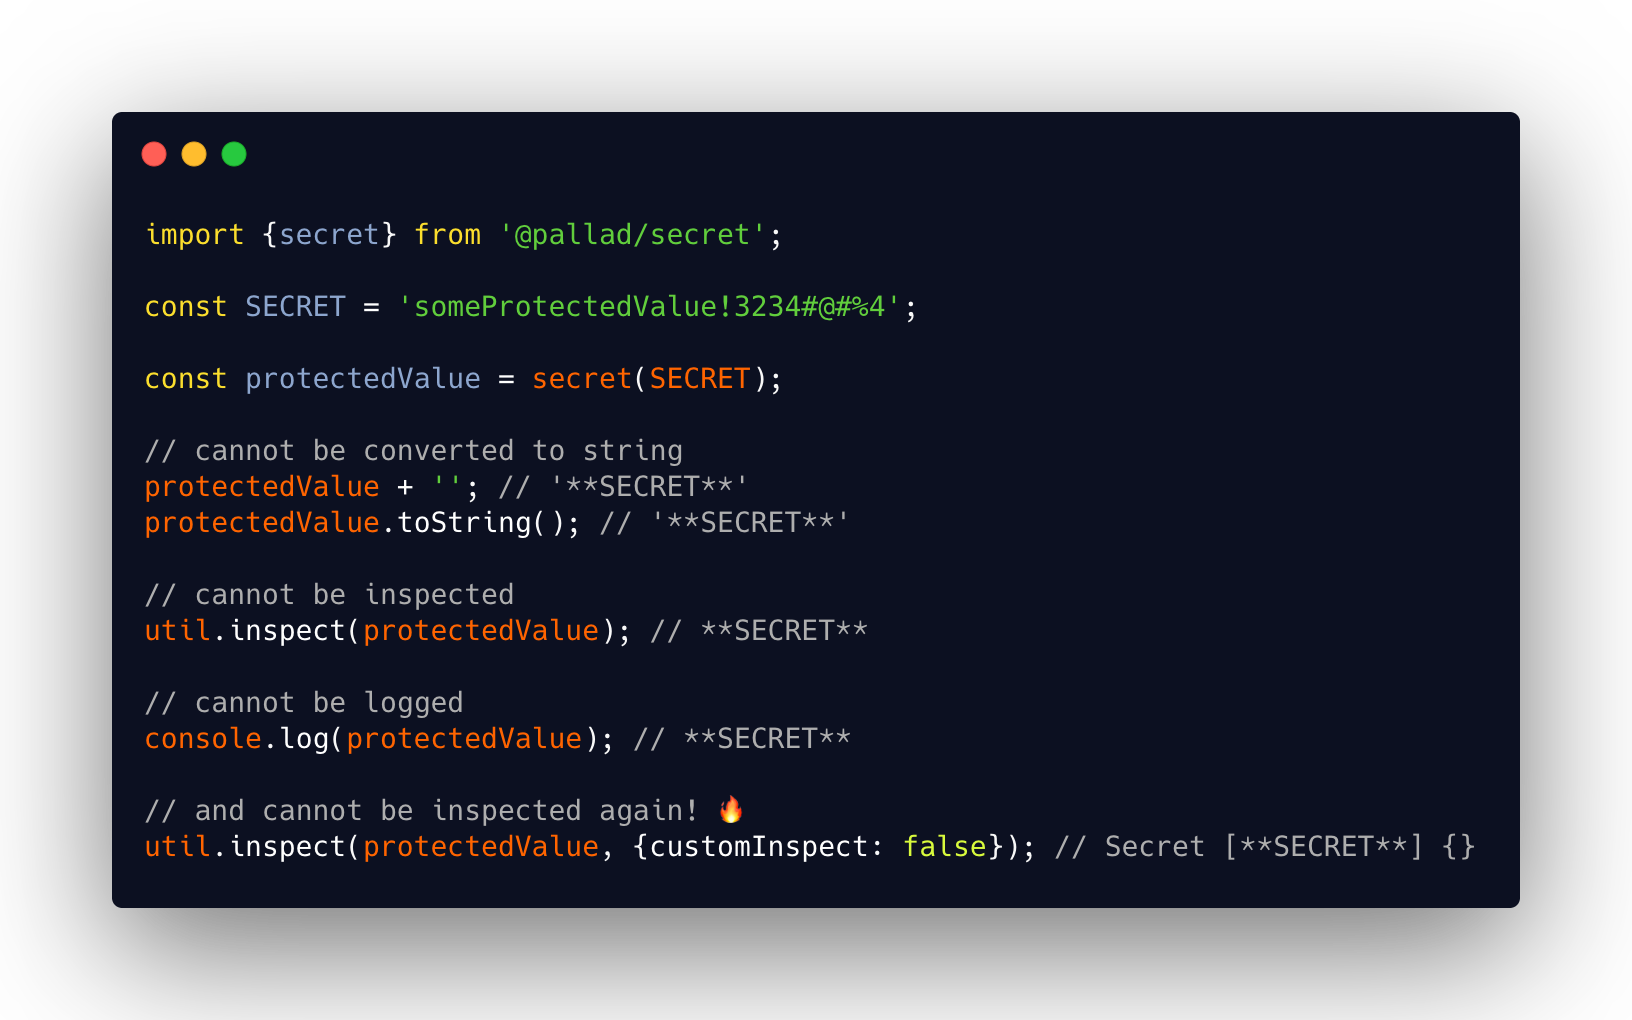 import {secret} from '@pallad/secret';
const SECRET = 'someProtectedValue!3234#@#%4';
const protectedValue = secret(SECRET);
// cannot be converted to string
protectedValue + ''; // '**SECRET**'
protectedValue.toString(); // '**SECRET**'
// cannot be inspected
util.inspect(protectedValue); // **SECRET**
// cannot be logged
console.log(protectedValue); // **SECRET**
// and cannot be inspected again! 🔥
util.inspect(protectedValue, {customInspect: false}); // Secret [**SECRET**] {}